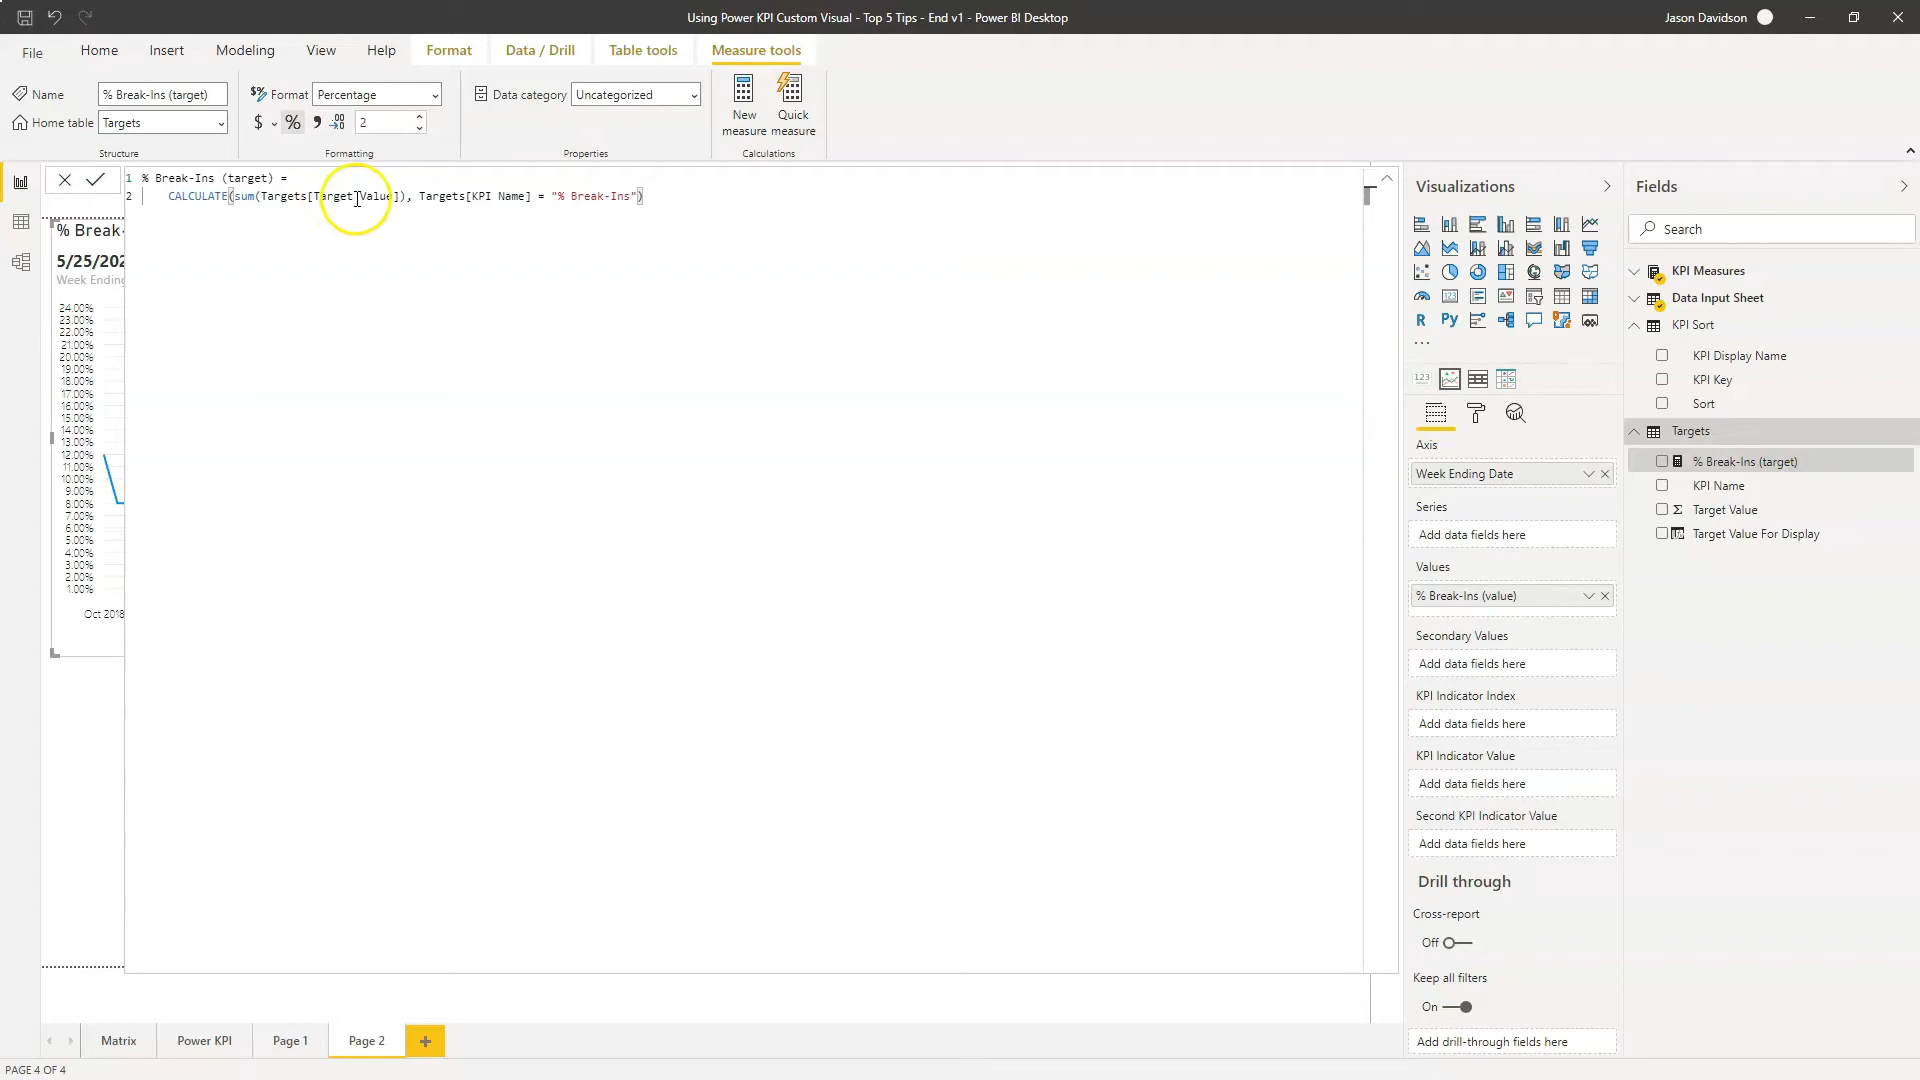 Using Power KPI Custom Visual - Top 5 Tips - End v1 - Power BI Desktop
Jason Davidson
File
Home
Insert
Modeling
View
Help
Format
Data / Drill
Table tools
Measure tools
Name
% Break-Ins (target)
Format
Percentage
Data category
Uncategorized
Home table
Targets
$
%
2
New measure
Quick measure
Structure
Formatting
Properties
Calculations
1 % Break-Ins (target) =
2 CALCULATE(sum(Targets[Target Value]), Targets[KPI Name] = "% Break-Ins")
% Break-
5/25/202
Week Ending
24.00%
23.00%
22.00%
21.00%
20.00%
19.00%
18.00%
17.00%
16.00%
15.00%
14.00%
13.00%
12.00%
11.00%
10.00%
9.00%
8.00%
7.00%
6.00%
5.00%
4.00%
3.00%
2.00%
1.00%
Oct 2018
Visualizations
R
Py
123
Axis
Week Ending Date
Series
Add data fields here
Values
% Break-Ins (value)
Secondary Values
Add data fields here
KPI Indicator Index
Add data fields here
KPI Indicator Value
Add data fields here
Second KPI Indicator Value
Add data fields here
Drill through
Cross-report
Off
Keep all filters
On
Add drill-through fields here
Fields
Search
KPI Measures
Data Input Sheet
KPI Sort
KPI Display Name
KPI Key
Sort
Targets
% Break-Ins (target)
KPI Name
Target Value
Target Value For Display
Matrix
Power KPI
Page 1
Page 2
PAGE 4 OF 4